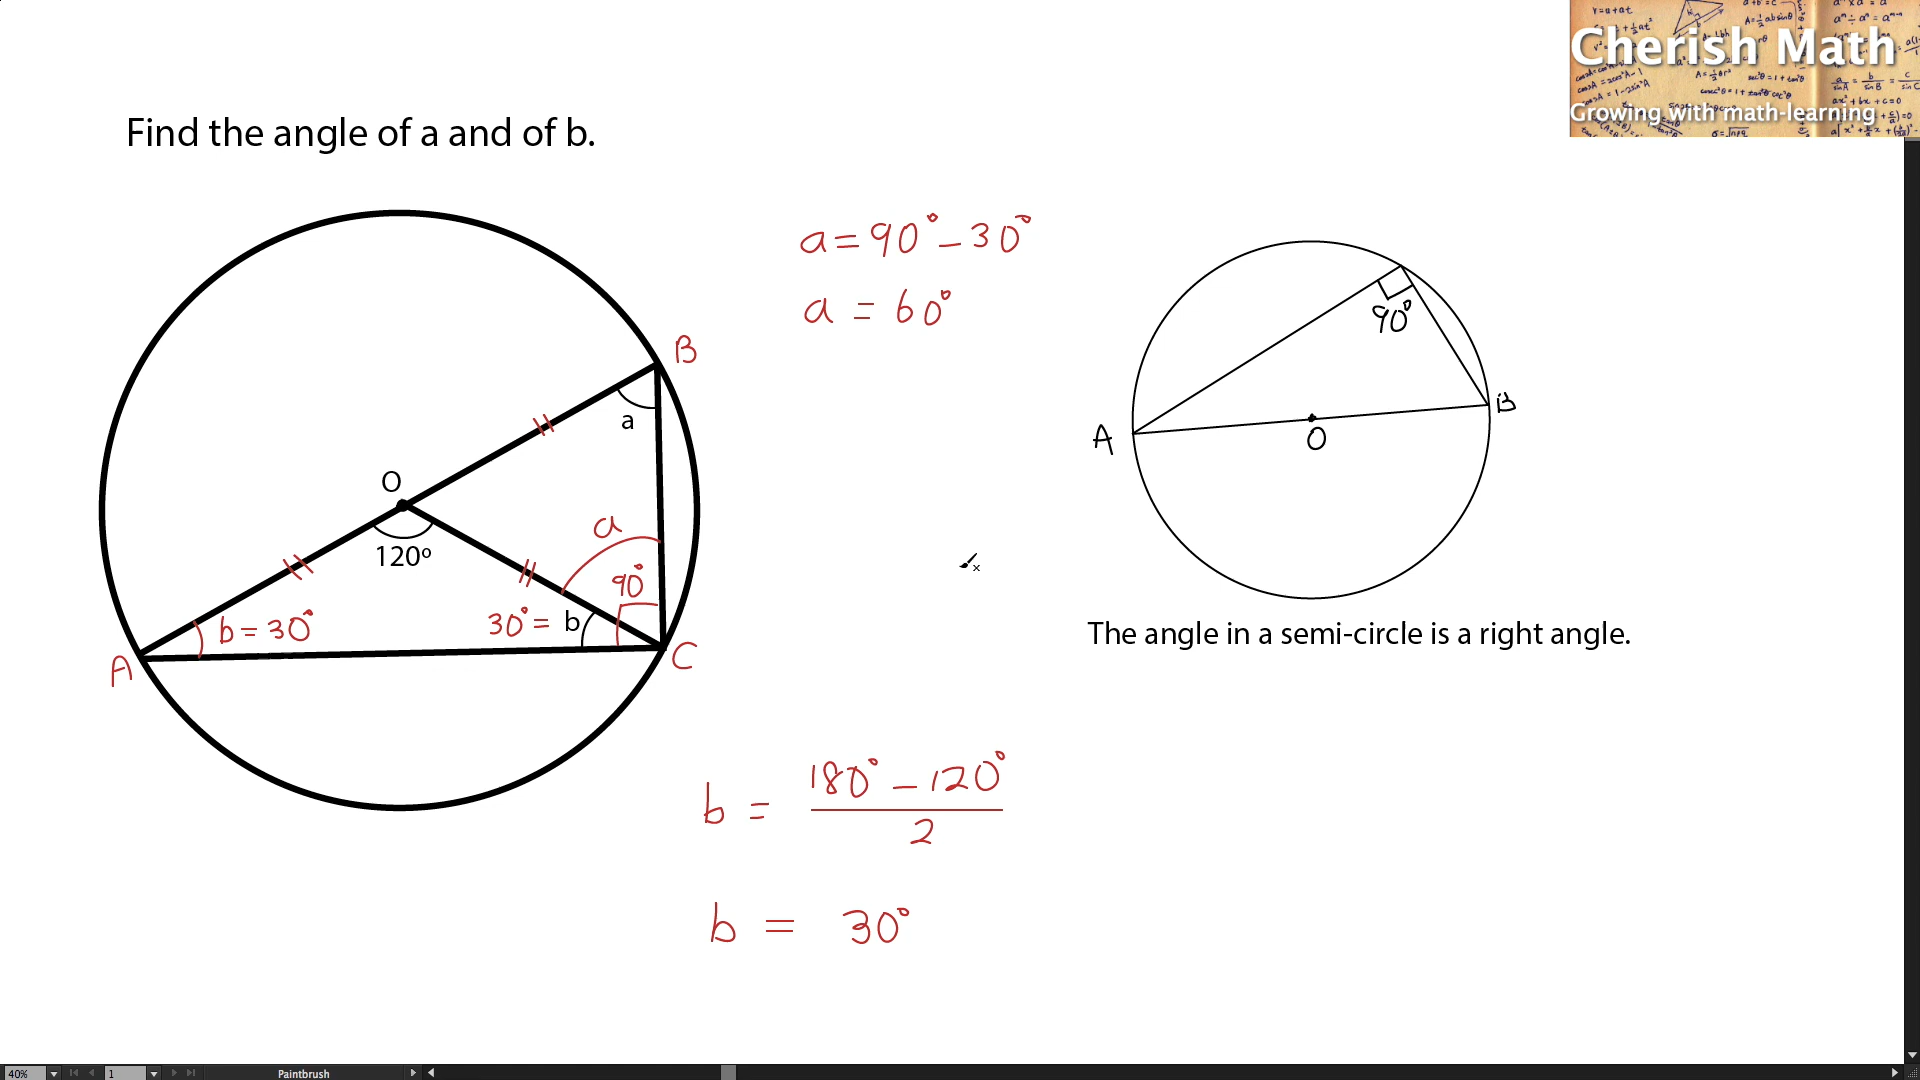 Cherish Math
Growing with math-learning
Find the angle of a and of b.
a = 90° - 30°
a = 60°
B
a
O
120°
a
90°
b = 30°
30° = b
A
C
90°
A
O
B
The angle in a semi-circle is a right angle.
b = 180° - 120° / 2
b = 30°
40%
1
Paintbrush